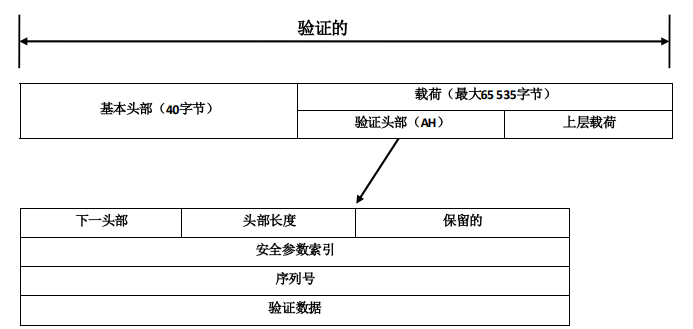 验证的
基本头部（40字节）
载荷（最大65 535字节）
验证头部（AH）
上层载荷
下一头部
头部长度
保留的
安全参数索引
序列号
验证数据